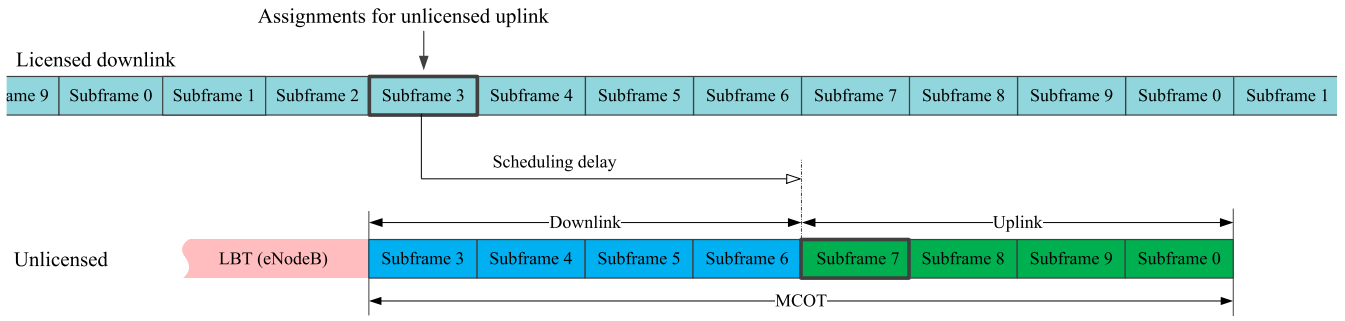 Assignments for unlicensed uplink
Licensed downlink
ame 9 Subframe 0 Subframe 1 Subframe 2 Subframe 3 Subframe 4 Subframe 5 Subframe 6 Subframe 7 Subframe 8 Subframe 9 Subframe 0 Subframe 1
Scheduling delay
Downlink Uplink
Unlicensed LBT (eNodeB) Subframe 3 Subframe 4 Subframe 5 Subframe 6 Subframe 7 Subframe 8 Subframe 9 Subframe 0
MCOT